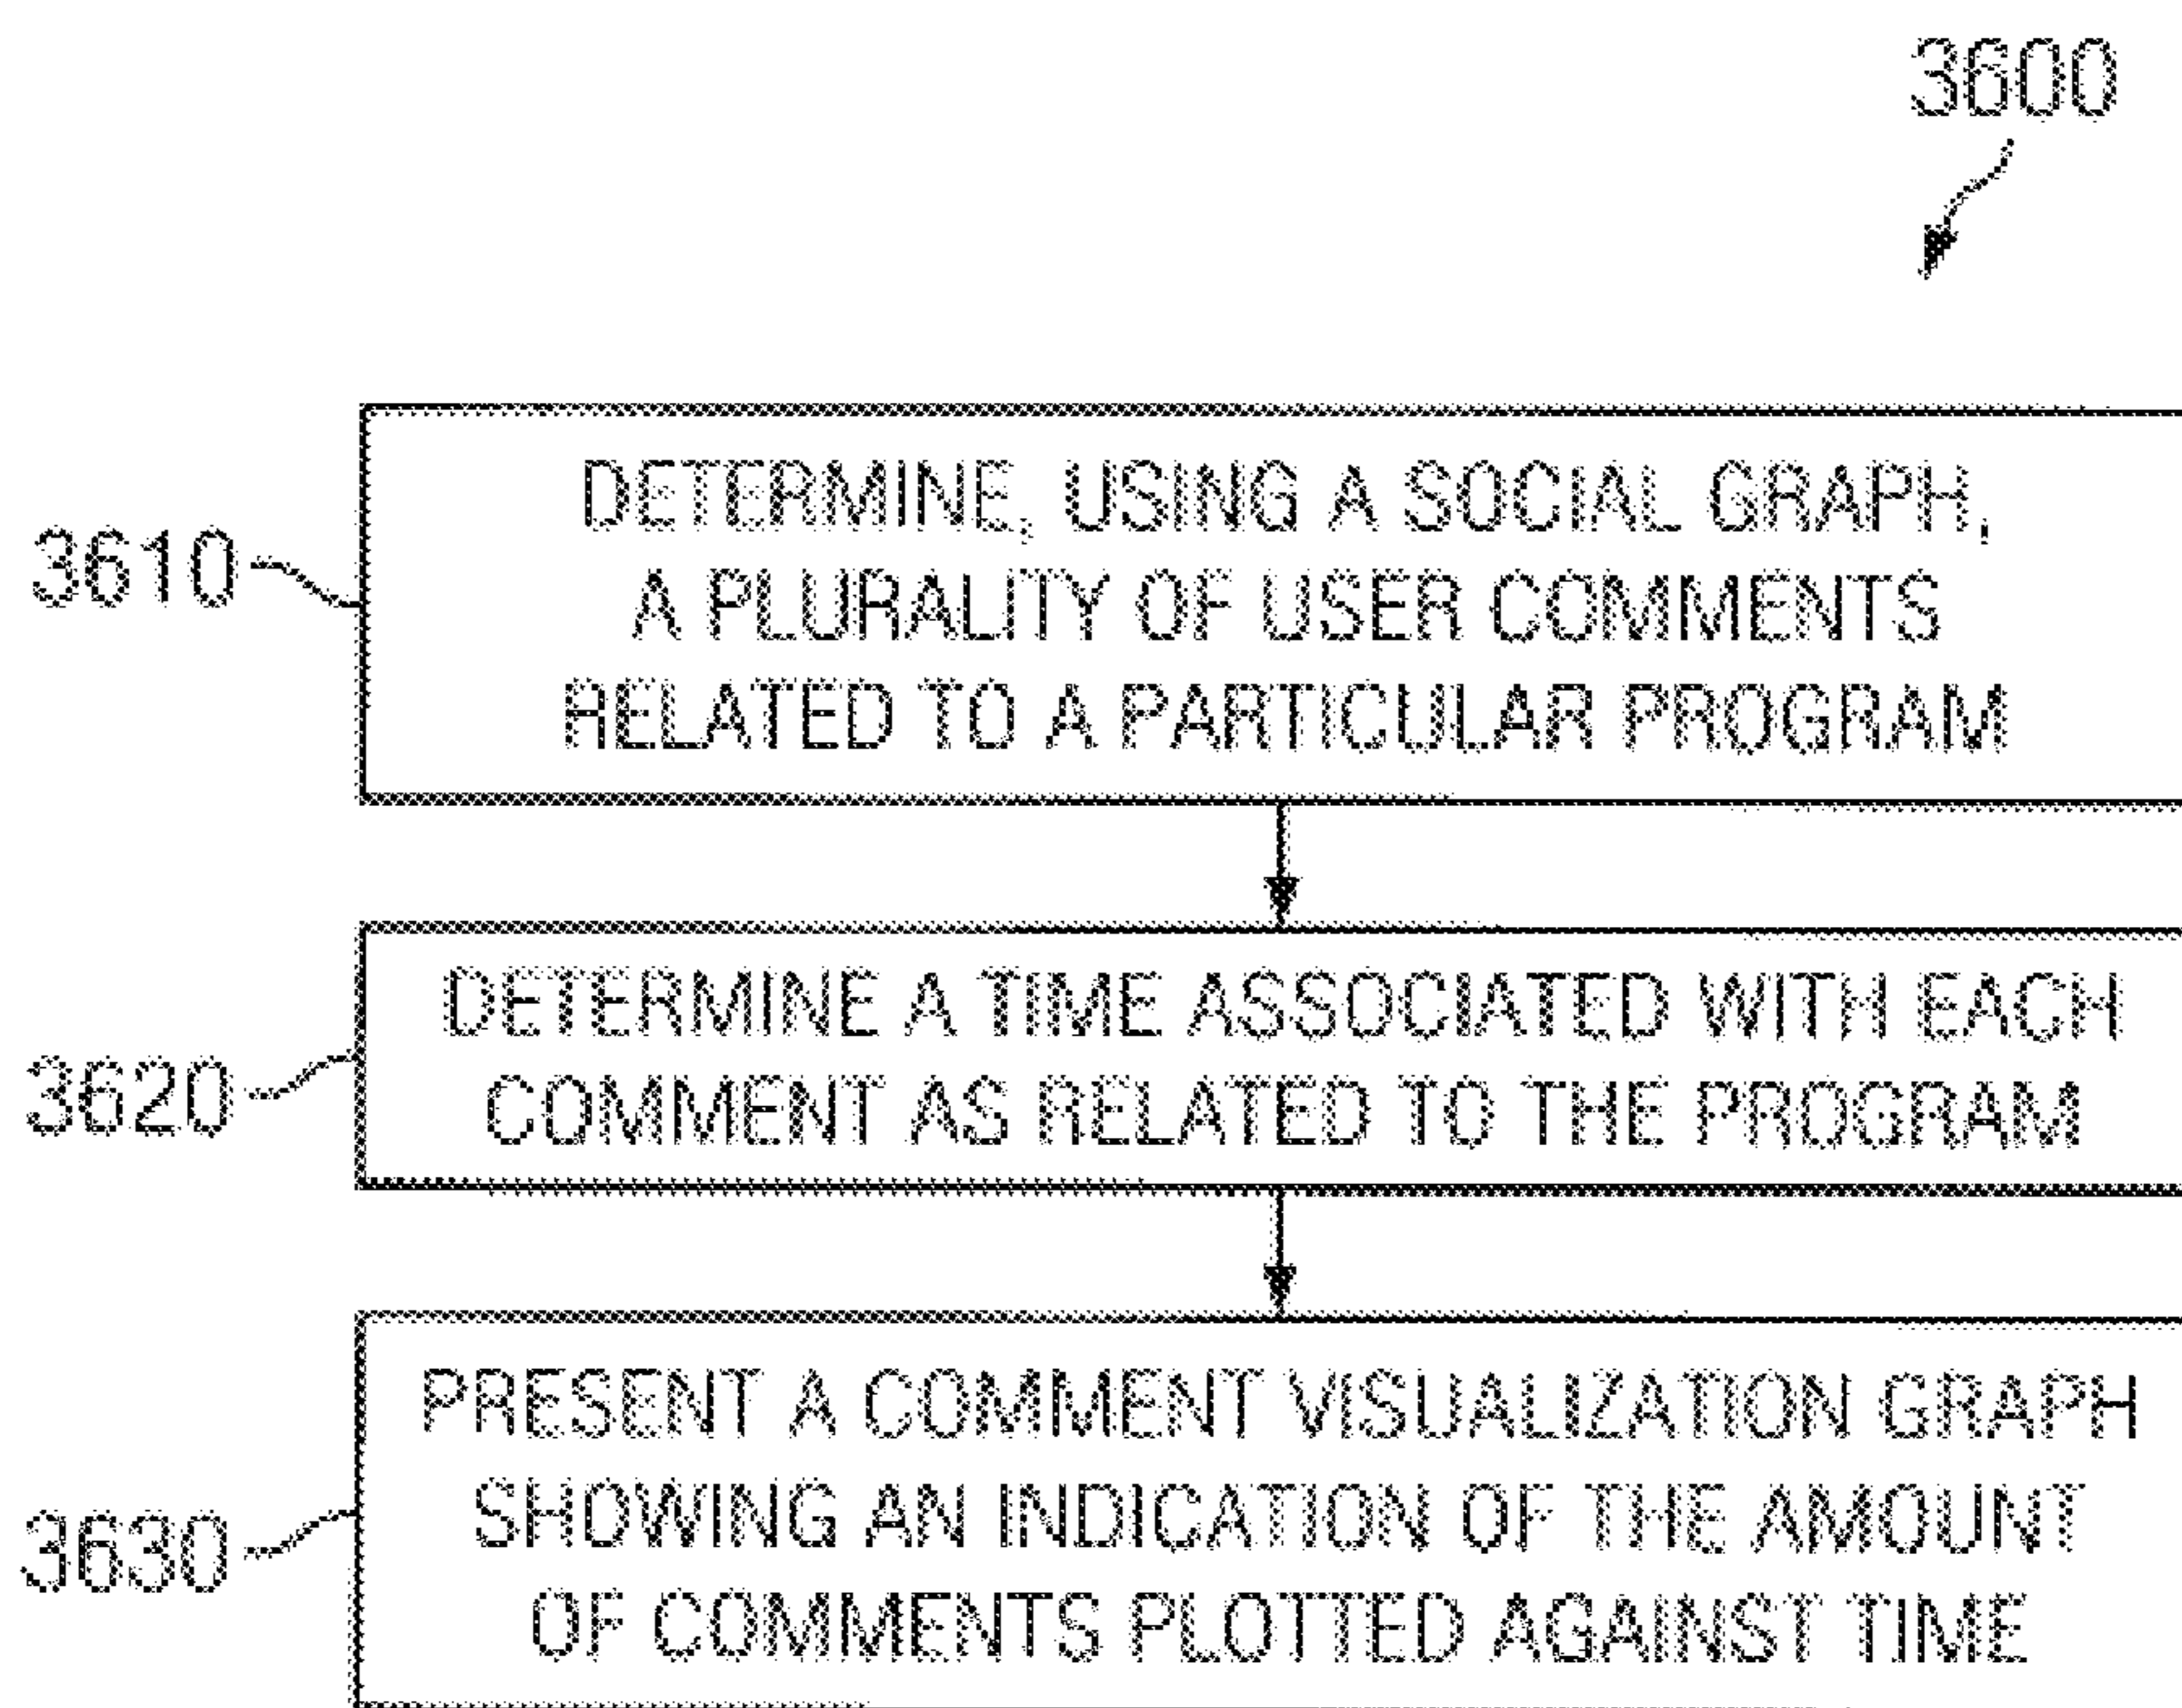 3600
3610
DETERMINE, USING A SOCIAL GRAPH,
A PLURALITY OF USER COMMENTS
RELATED TO A PARTICULAR PROGRAM
3620
DETERMINE A TIME ASSOCIATED WITH EACH
COMMENT AS RELATED TO THE PROGRAM
3630
PRESENT A COMMENT VISUALIZATION GRAPH
SHOWING AN INDICATION OF THE AMOUNT
OF COMMENTS PLOTTED AGAINST TIME